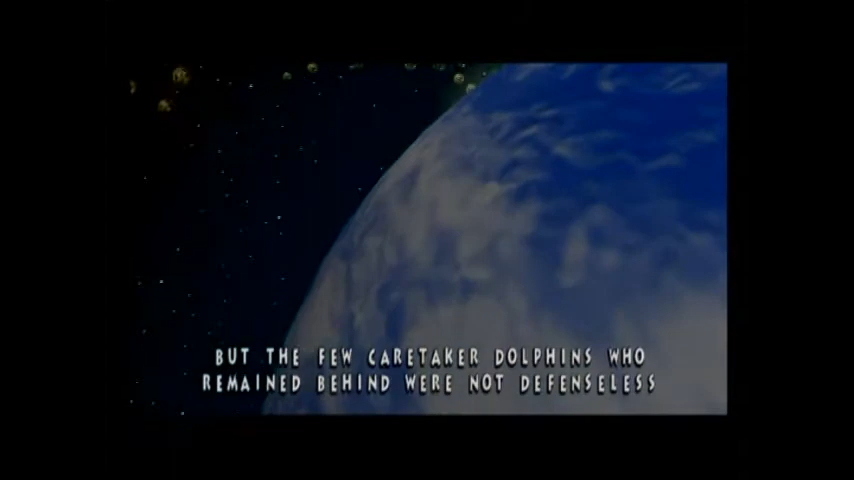 BUT THE FEW CARETAKER DOLPHINS WHO
REMAINED BEHIND WERE NOT DEFENSELESS